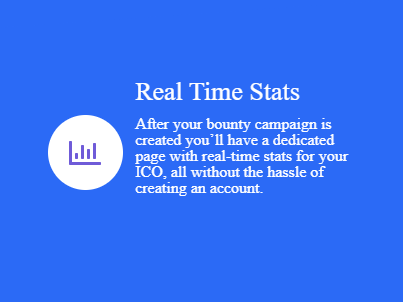 Real Time Stats
After your bounty campaign is
created you’ll have a dedicated
page with real-time stats for your
ICO, all without the hassle of
creating an account.